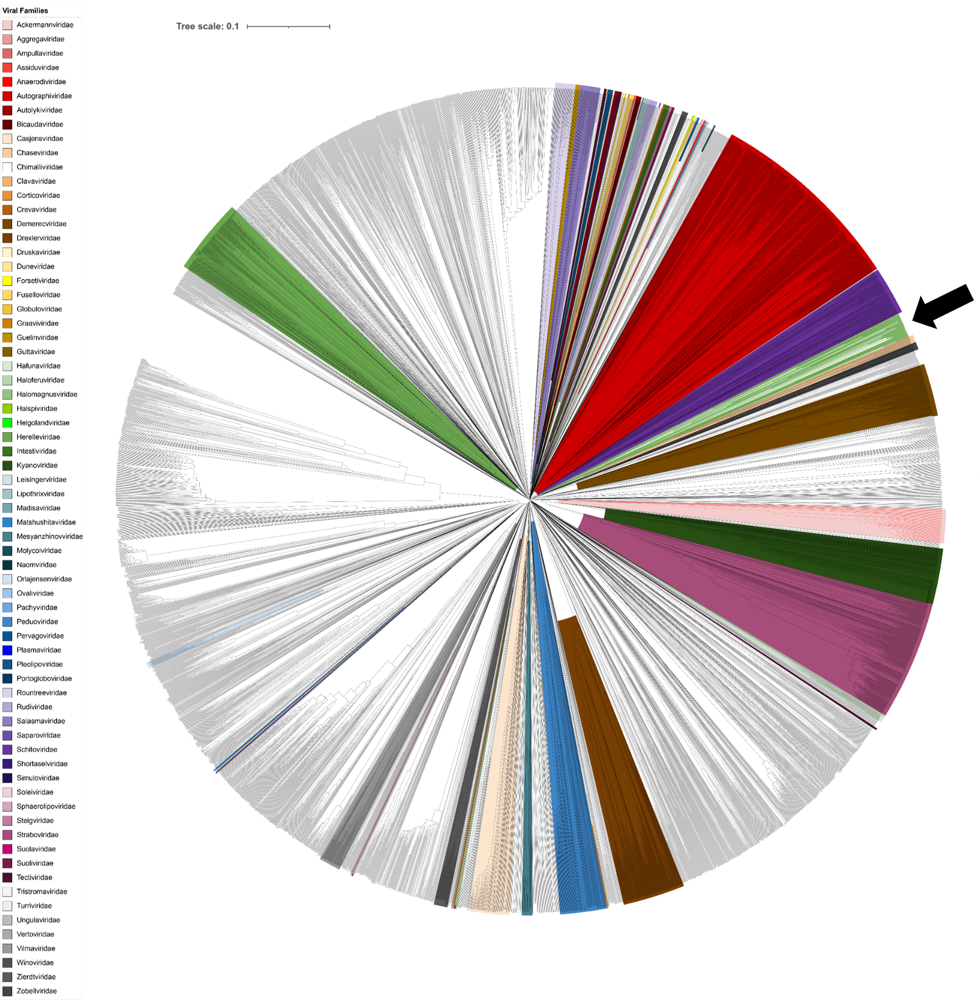 Viral Families
Tree scale: 0.1
Ackermannviridae
Aggregaviridae
Ampullaviridae
Assiduviridae
Anaerodiviridae
Autographiviridae
Autolykiviridae
Bicaudaviridae
Casjensviridae
Chaseviridae
Chimalliviridae
Clavaviridae
Corticoviridae
Crevaviridae
Demerecviridae
Drexlerviridae
Druskaviridae
Duneviridae
Forsetiviridae
Fuselloviridae
Globuloviridae
Graaviviridae
Guelinviridae
Guttaviridae
Hafunaviridae
Haloferuviridae
Halomagnusviridae
Halspiviridae
Helgolandviridae
Herelleviridae
Intestiviridae
Kyanoviridae
Leisingerviridae
Lipothrixviridae
Madisaviridae
Matshushitaviridae
Mesyanzhinovviridae
Molycolviridae
Naomviridae
Orlajensenviridae
Ovaliviridae
Pachyviridae
Peduoviridae
Pervagoviridae
Plasmaviridae
Pleolipoviridae
Portogloboviridae
Rountreeviridae
Rudiviridae
Salasmaviridae
Saparoviridae
Schitoviridae
Shortaselviridae
Simuloviridae
Soleiviridae
Sphaerolipoviridae
Steigviridae
Straboviridae
Suolaviridae
Suoliviridae
Tectiviridae
Tristromaviridae
Turriviridae
Ungulaviridae
Vertoviridae
Vilmaviridae
Winoviridae
Zierdtviridae
Zobellviridae